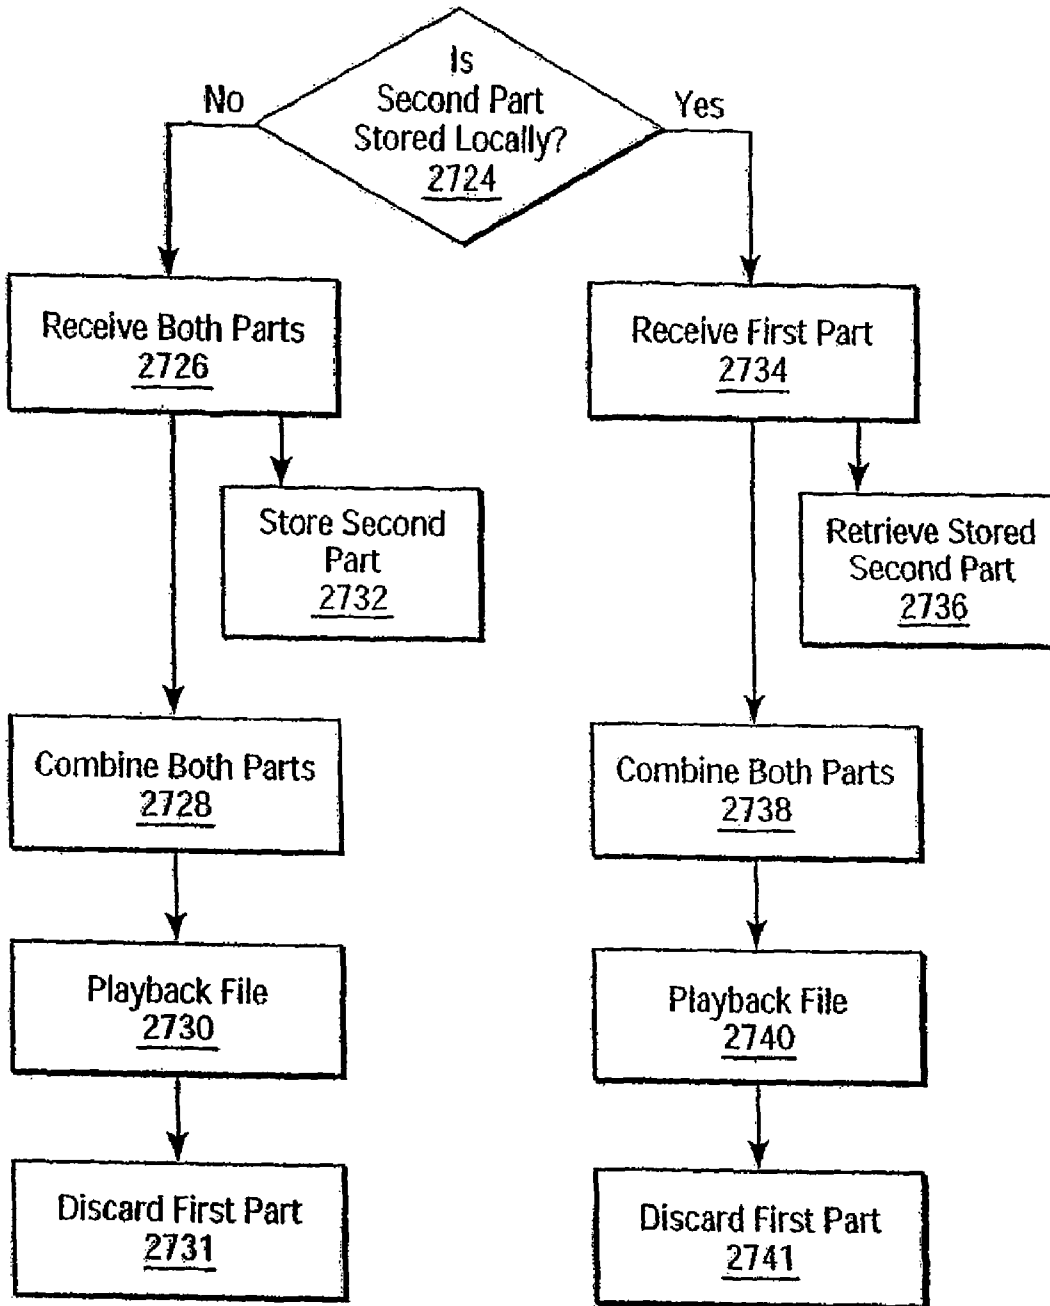 Is
Second Part
Stored Locally?
2724
No
Yes
Receive Both Parts
2726
Receive First Part
2734
Store Second
Part
2732
Retrieve Stored
Second Part
2736
Combine Both Parts
2728
Combine Both Parts
2738
Playback File
2730
Playback File
2740
Discard First Part
2731
Discard First Part
2741